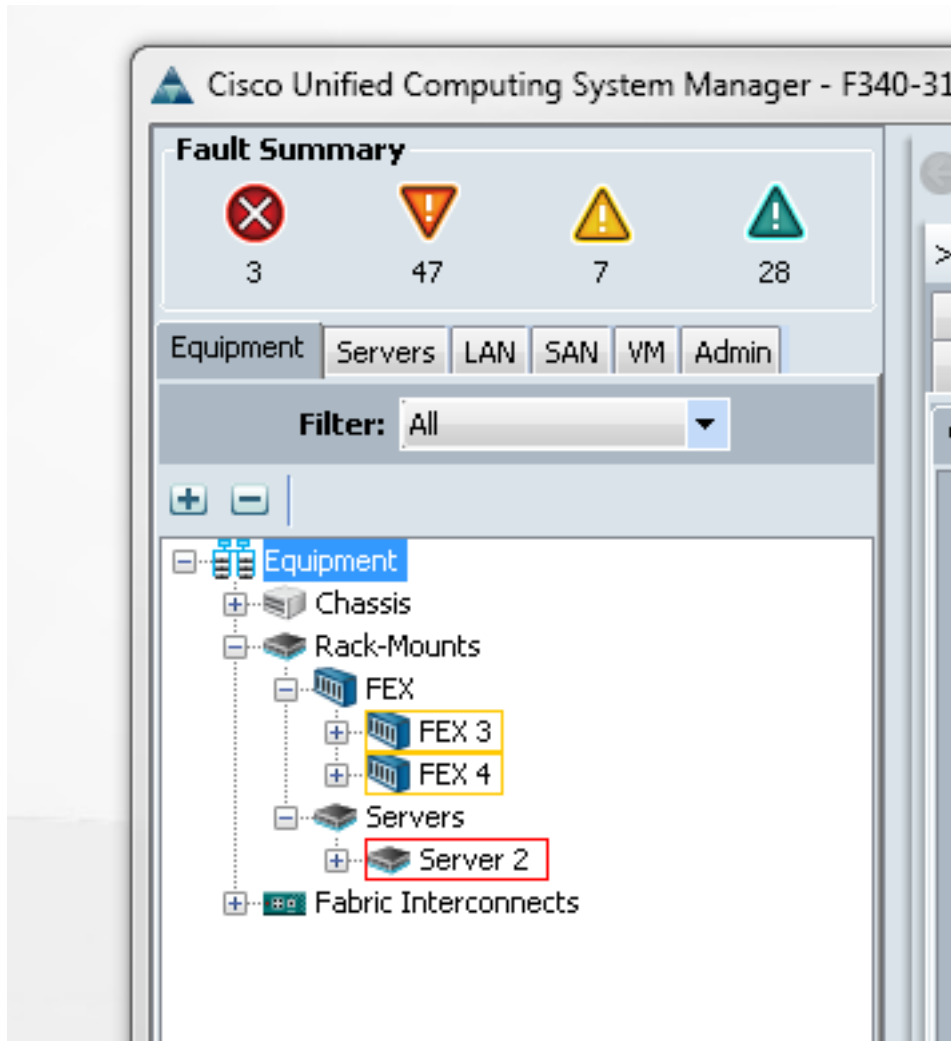 Cisco Unified Computing System Manager - F340-31
Fault Summary
3 47 7 28
Equipment Servers LAN SAN VM Admin
Filter: All
Equipment
Chassis
Rack-Mounts
FEX
FEX 3
FEX 4
Servers
Server 2
Fabric Interconnects